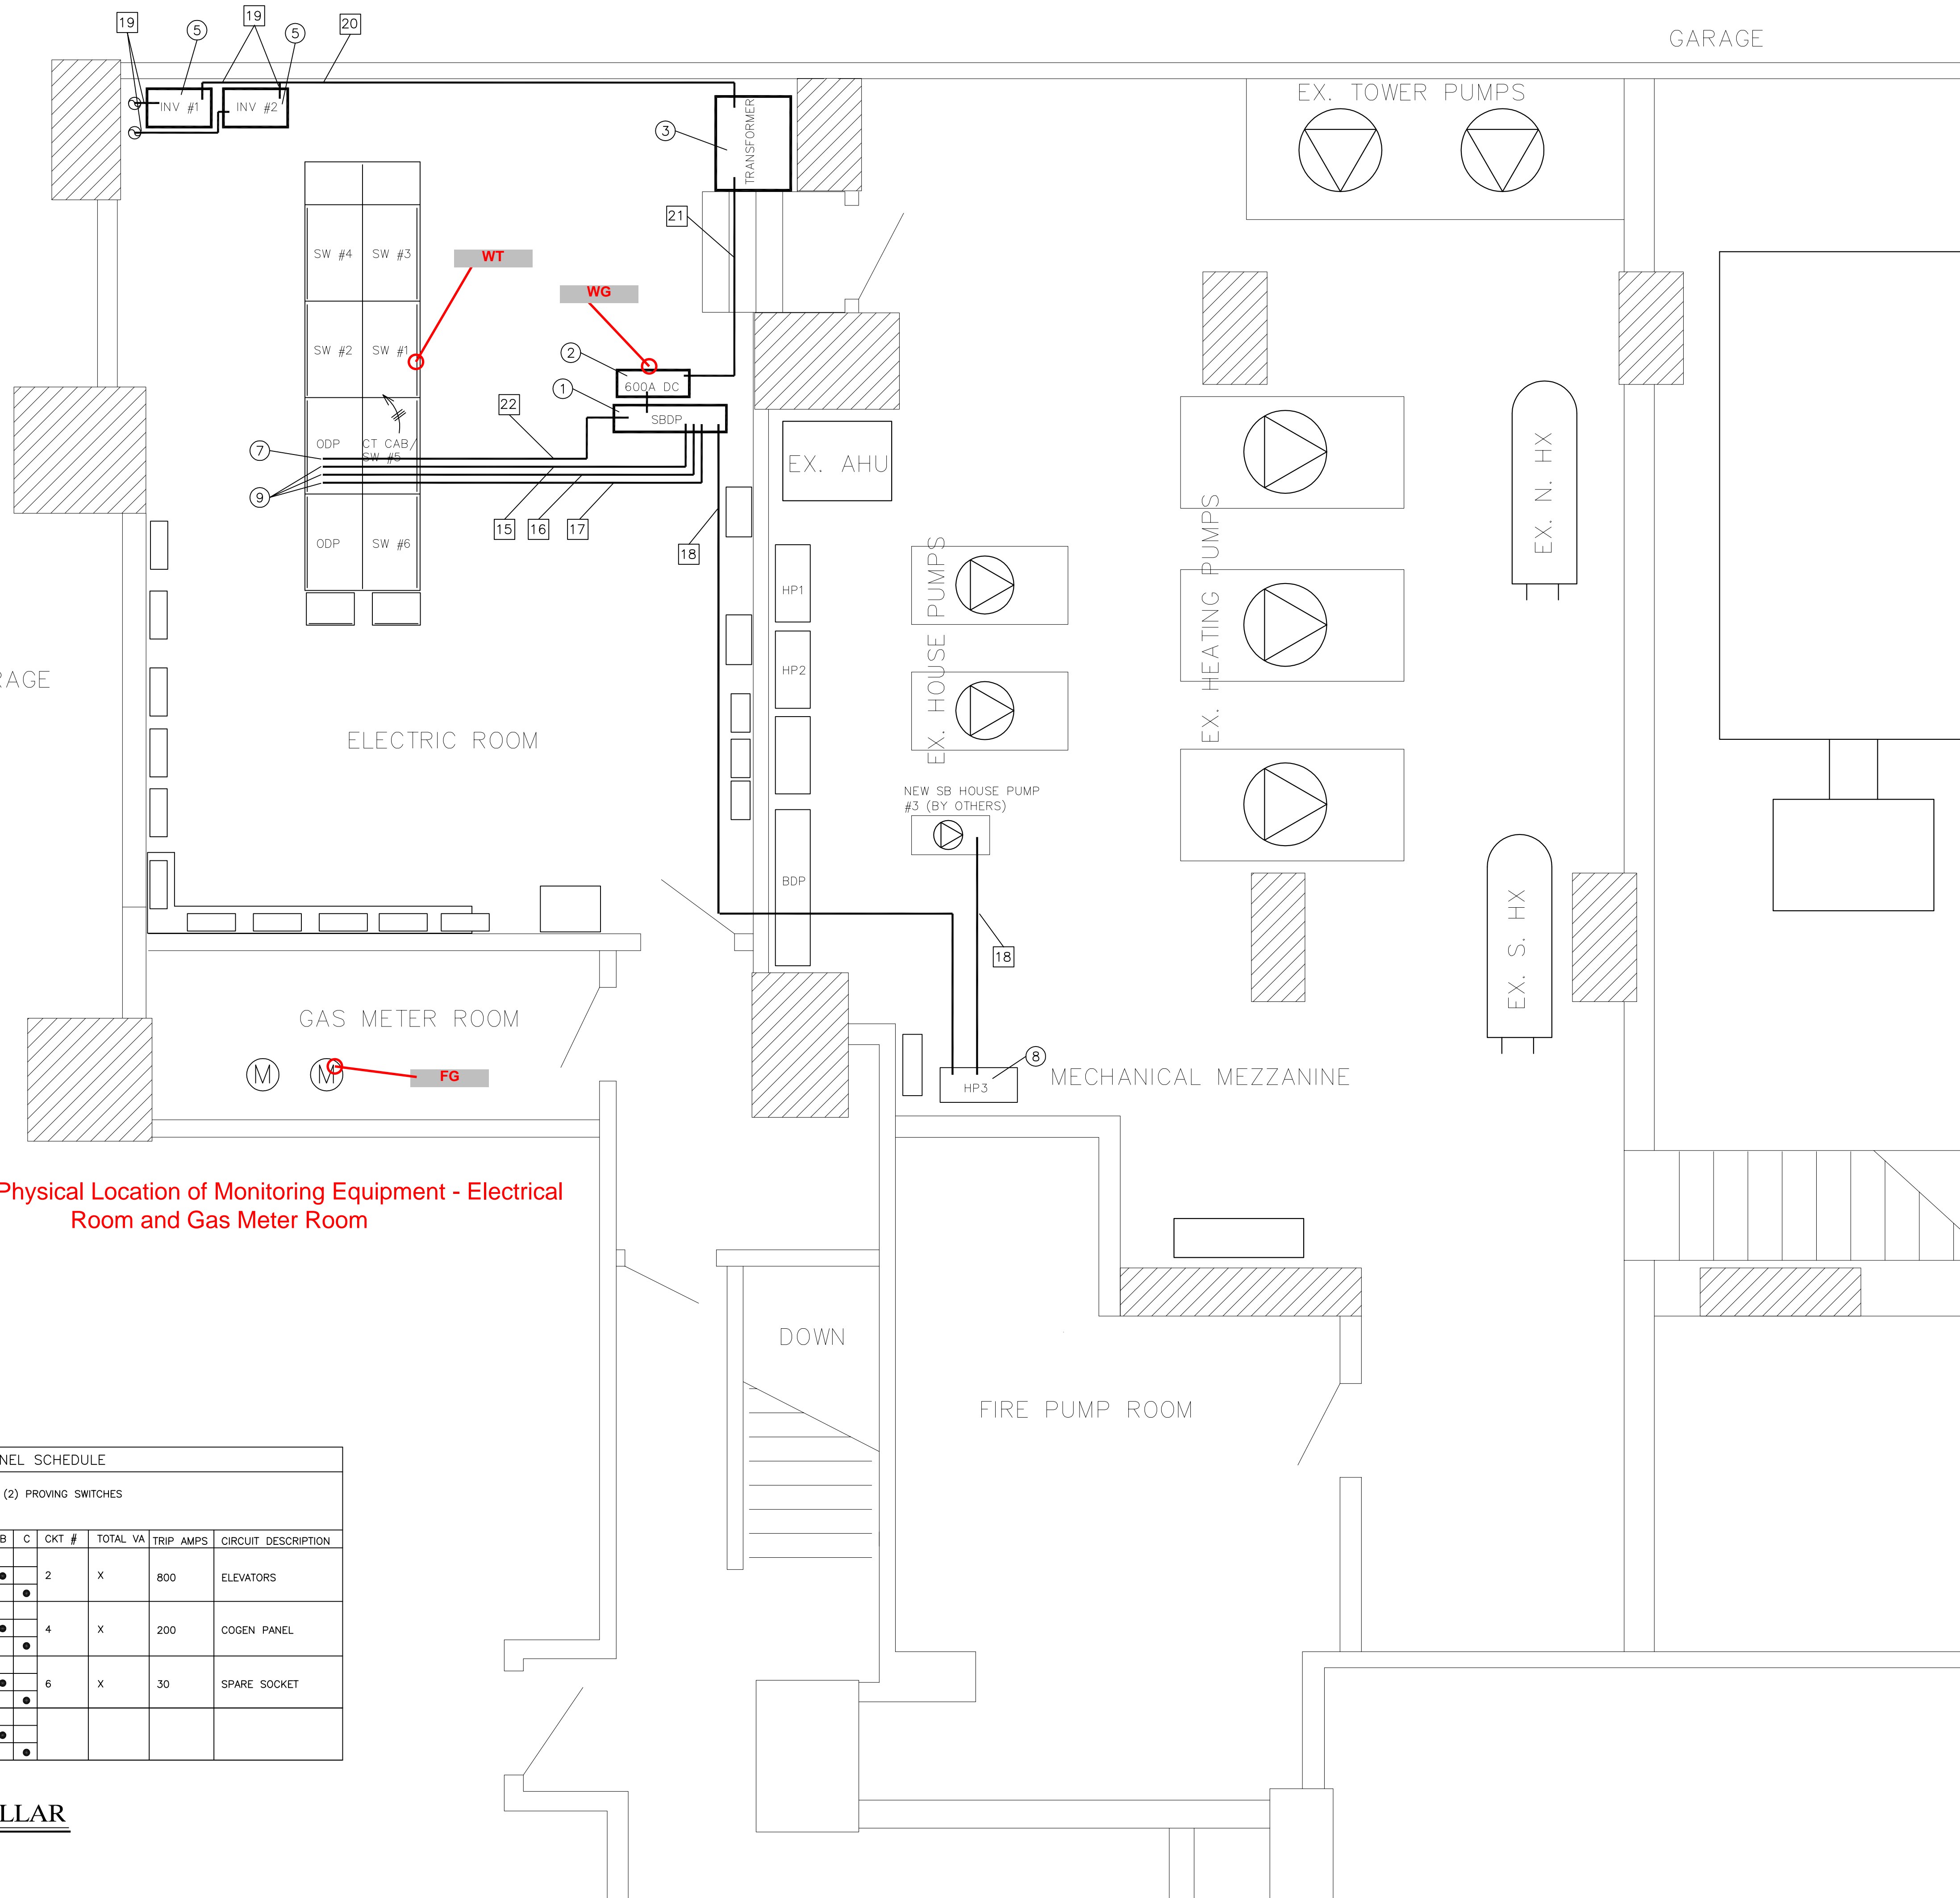 19
5
19
5
20
GARAGE
INV #1
INV #2
3
TRANSFORMER
EX. TOWER PUMPS
21
SW #4
SW #3
WT
WG
SW #2
SW #1
2
600A DC
1
SBDP
22
7
ODP
CT CAB/
SW #5
9
EX. AHU
EX. N. HX
15
16
17
18
ODP
SW #6
HP1
HP2
EX. HOUSE PUMPS
EX. HEATING PUMPS
RAGE
ELECTRIC ROOM
NEW SB HOUSE PUMP
#3 (BY OTHERS)
BDP
EX. S. HX
18
GAS METER ROOM
M
M
FG
8
HP3
MECHANICAL MEZZANINE
Physical Location of Monitoring Equipment - Electrical
Room and Gas Meter Room
DOWN
FIRE PUMP ROOM
NEL SCHEDULE
(2) PROVING SWITCHES
B C CKT # TOTAL VA TRIP AMPS CIRCUIT DESCRIPTION
2 X 800 ELEVATORS
4 X 200 COGEN PANEL
6 X 30 SPARE SOCKET
LLAR